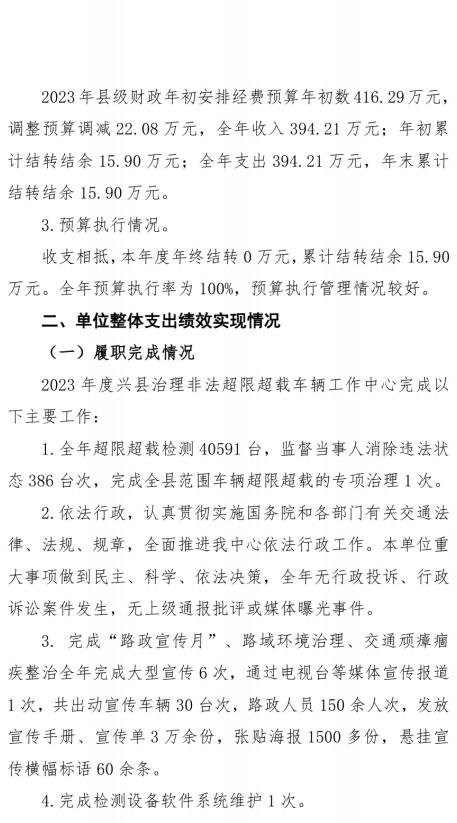 2023年县级财政年初安排经费预算年初数416.29万元，
调整预算调减22.08万元，全年收入394.21万元；年初累
计结转结余15.90万元；全年支出394.21万元，年末累计
结转结余15.90万元。
3.预算执行情况。
收支相抵，本年度年终结转0万元，累计结转结余15.90
万元。全年预算执行率为100%，预算执行管理情况较好。
二、单位整体支出绩效实现情况
（一）履职完成情况
2023年度兴县治理非法超限超载车辆工作中心完成以
下主要工作：
1.全年超限超载检测40591台，监督当事人消除违法状
态386台次，完成全县范围车辆超限超载的专项治理1次。
2.依法行政，认真贯彻实施国务院和各部门有关交通法
律、法规、规章，全面推进我中心依法行政工作。本单位重
大事项做到民主、科学、依法决策，全年无行政投诉、行政
诉讼案件发生，无上级通报批评或媒体曝光事件。
3. 完成“路政宣传月”、路域环境治理、交通顽瘴痼
疾整治全年完成大型宣传6次，通过电视台等媒体宣传报道
1次，共出动宣传车辆30台次，路政人员150余人次，发放
宣传手册、宣传单3万余份，张贴海报1500多份，悬挂宣
传横幅标语60余条。
4.完成检测设备软件系统维护1次。